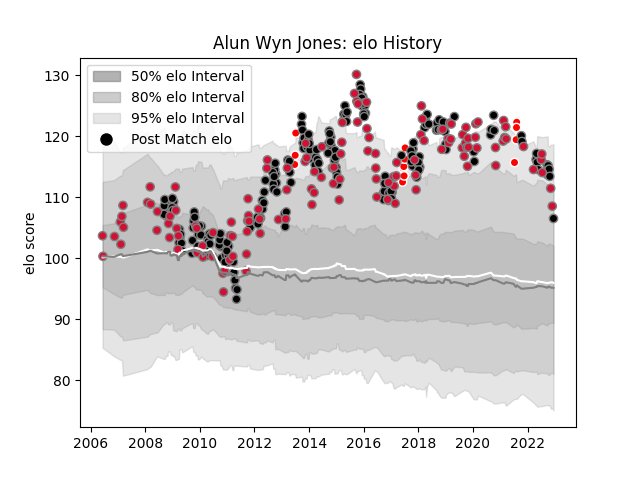 Alun Wyn Jones: elo History
50% elo Interval
80% elo Interval
95% elo Interval
Post Match elo
elo score
130
120
110
100
90
80
2006 2008 2010 2012 2014 2016 2018 2020 2022